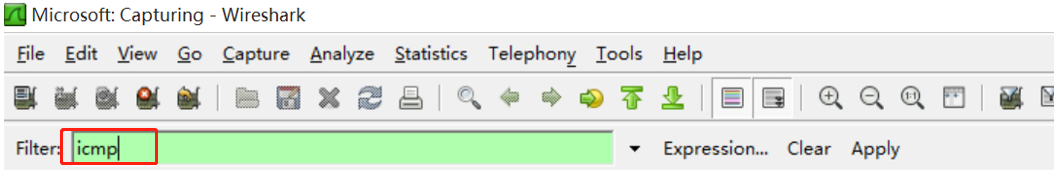 Microsoft: Capturing - Wireshark
File Edit View Go Capture Analyze Statistics Telephony Tools Help
Filter: icmp Expression... Clear Apply